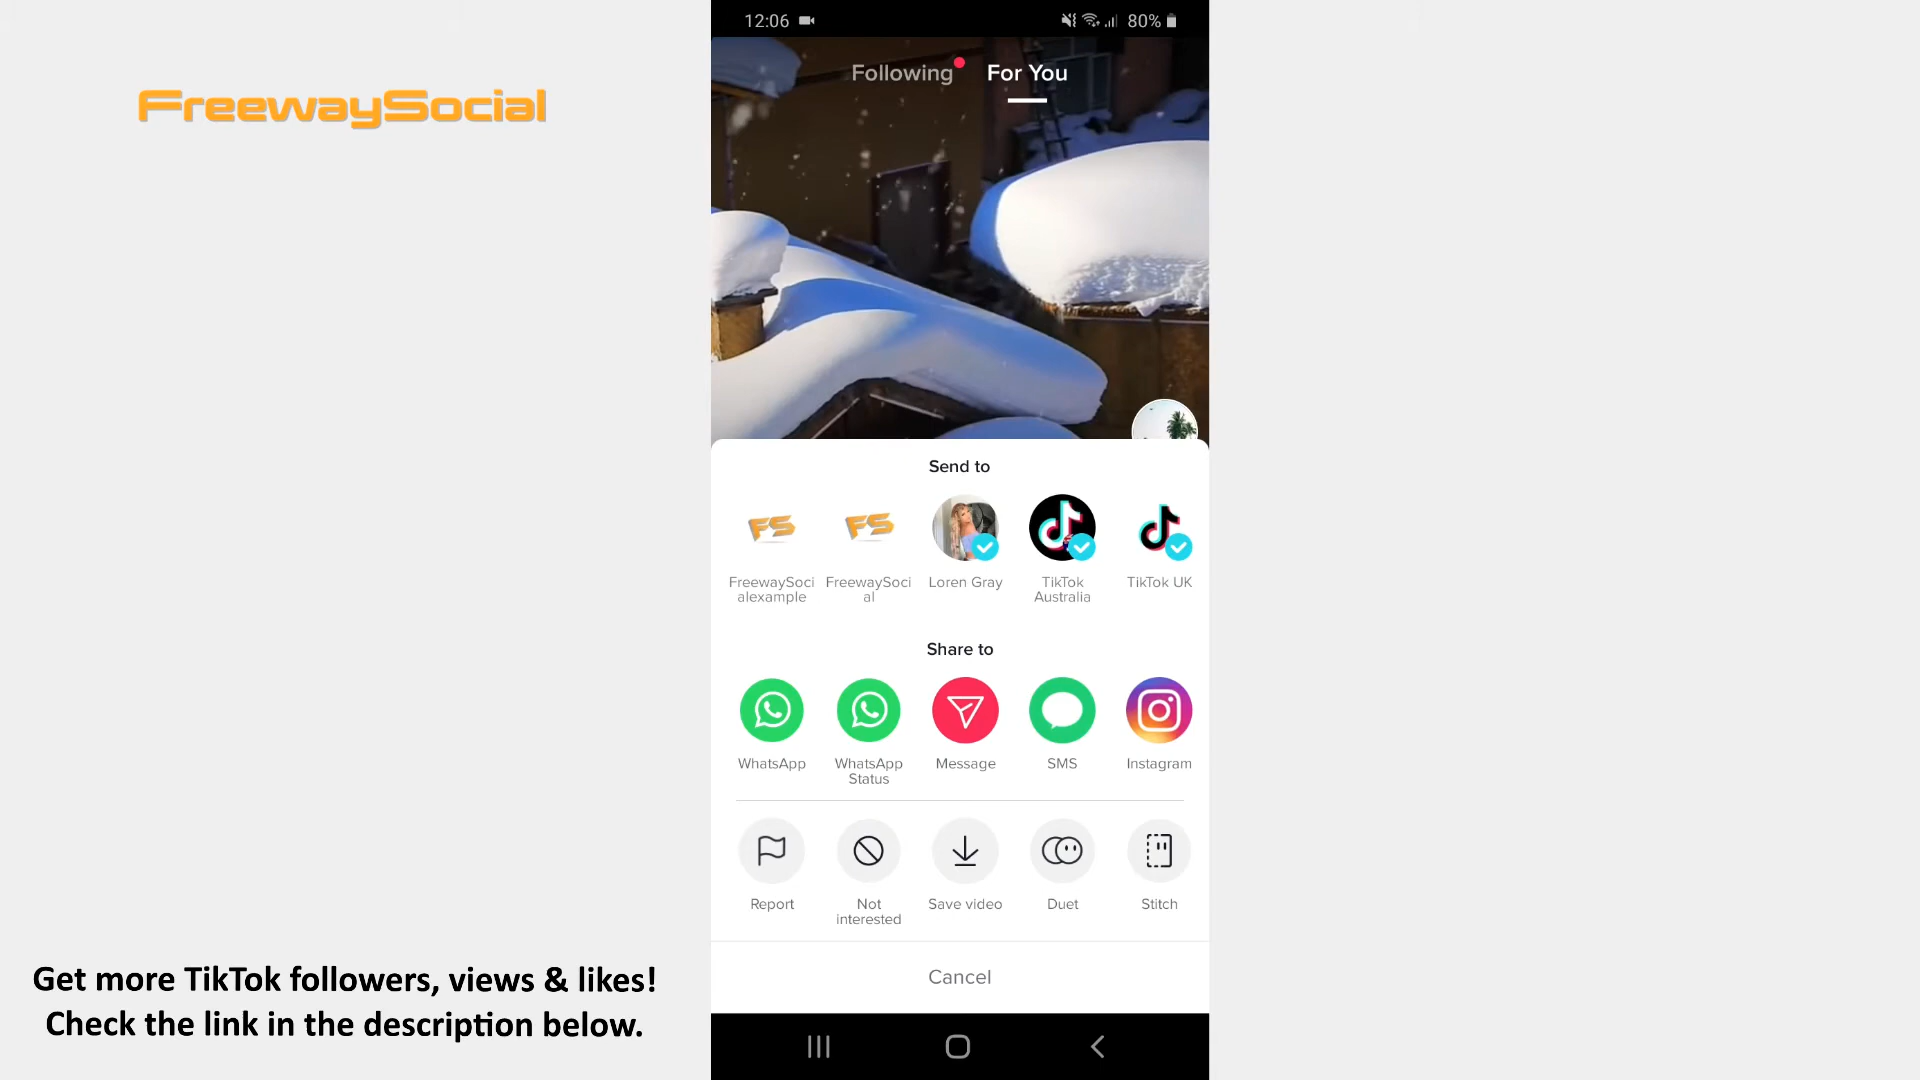 12:06
80%
FreewaySocial
Following For You
Send to
FreewaySoci FreewaySoci Loren Gray TikTok TikTok UK
alexample al Australia
Share to
WhatsApp WhatsApp Message SMS Instagram
Status
Report Not Save video Duet Stitch
interested
Cancel
Get more TikTok followers, views & likes!
Check the link in the description below.